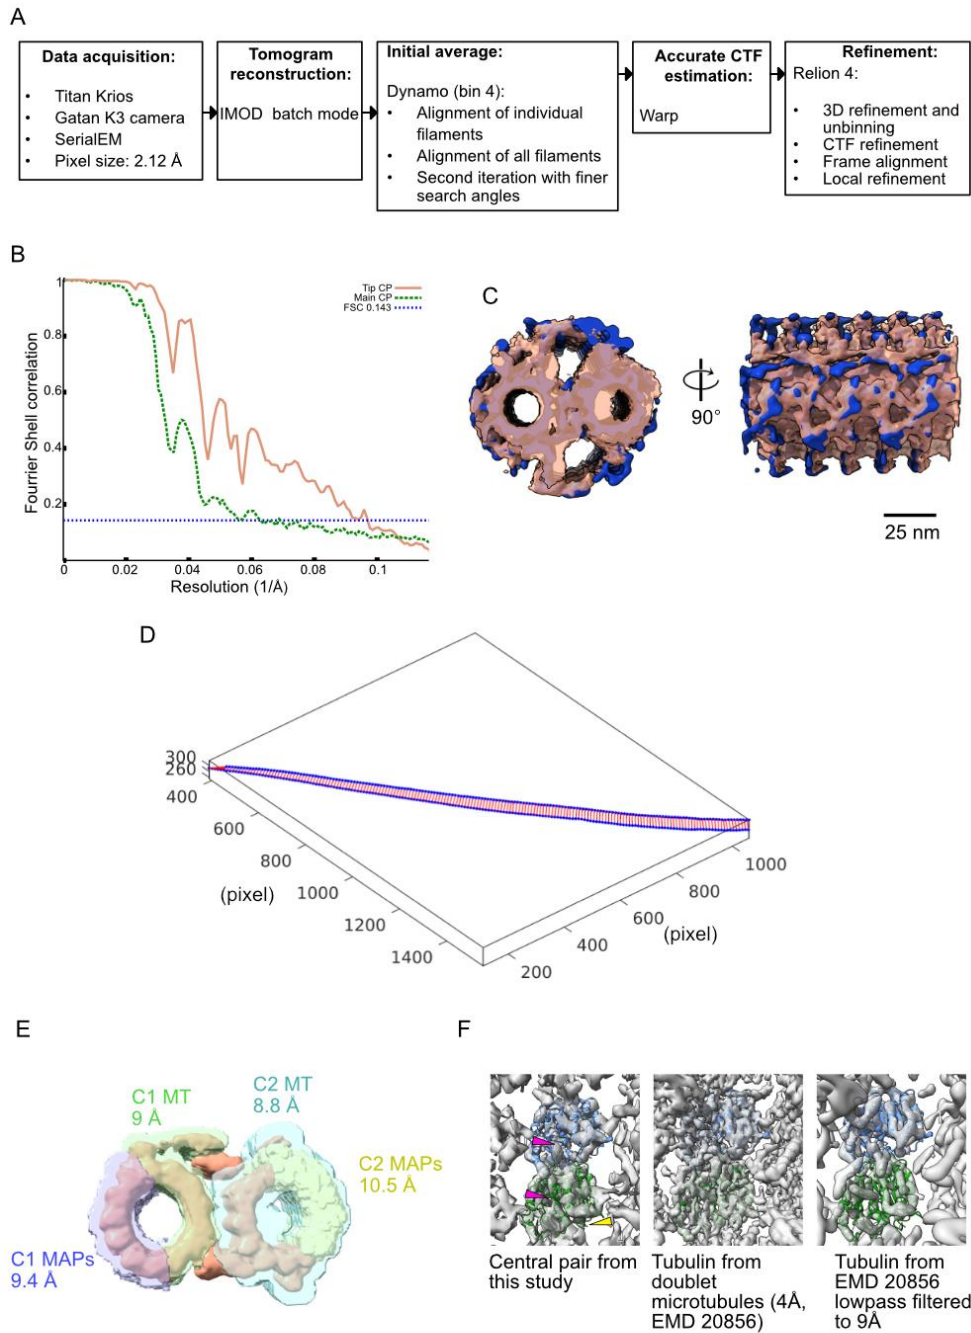 A
Data acquisition:
• Titan Krios
• Gatan K3 camera
• SerialEM
• Pixel size: 2.12 Å
Tomogram
reconstruction:
IMOD batch mode
Initial average:
Dynamo (bin 4):
• Alignment of individual
filaments
• Alignment of all filaments
• Second iteration with finer
search angles
Accurate CTF
estimation:
Warp
Refinement:
Relion 4:
• 3D refinement and
unbinning
• CTF refinement
• Frame alignment
• Local refinement
B
Fourrier Shell correlation
1
0.8
0.6
0.4
0.2
0
0.02
0.04
0.06
0.08
0.1
Resolution (1/Å)
Tip CP
Main CP
FSC 0.143
C
90°
25 nm
D
300
260
400
600
800
1000
1200
1400
(pixel)
200
400
600
800
1000
(pixel)
E
C1 MT
9 Å
C2 MT
8.8 Å
C2 MAPs
10.5 Å
C1 MAPs
9.4 Å
F
Central pair from
this study
Tubulin from
doublet
microtubules (4Å,
EMD 20856)
Tubulin from
EMD 20856
lowpass filtered
to 9Å